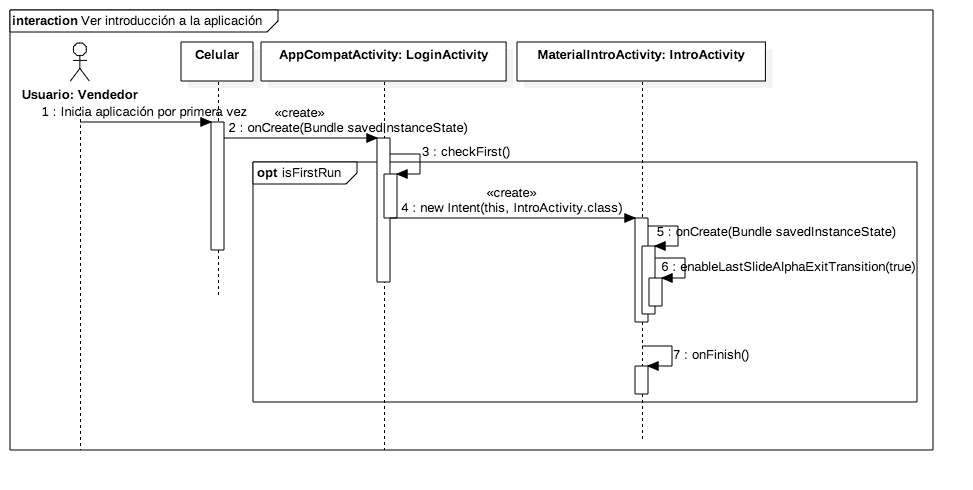 interaction Ver introducción a la aplicación
Celular
AppCompatActivity: LoginActivity
MaterialIntroActivity: IntroActivity
Usuario: Vendedor
1 : Inicia aplicación por primera vez
«create»
2 : onCreate(Bundle savedInstanceState)
3 : checkFirst()
opt isFirstRun
«create»
4 : new Intent(this, IntroActivity.class)
5 : onCreate(Bundle savedInstanceState)
6 : enableLastSlideAlphaExitTransition(true)
7 : onFinish()